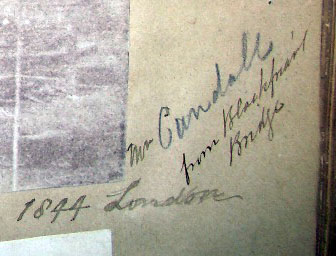 Mr Cundall
from Blackfriars
Bridge
1844 London